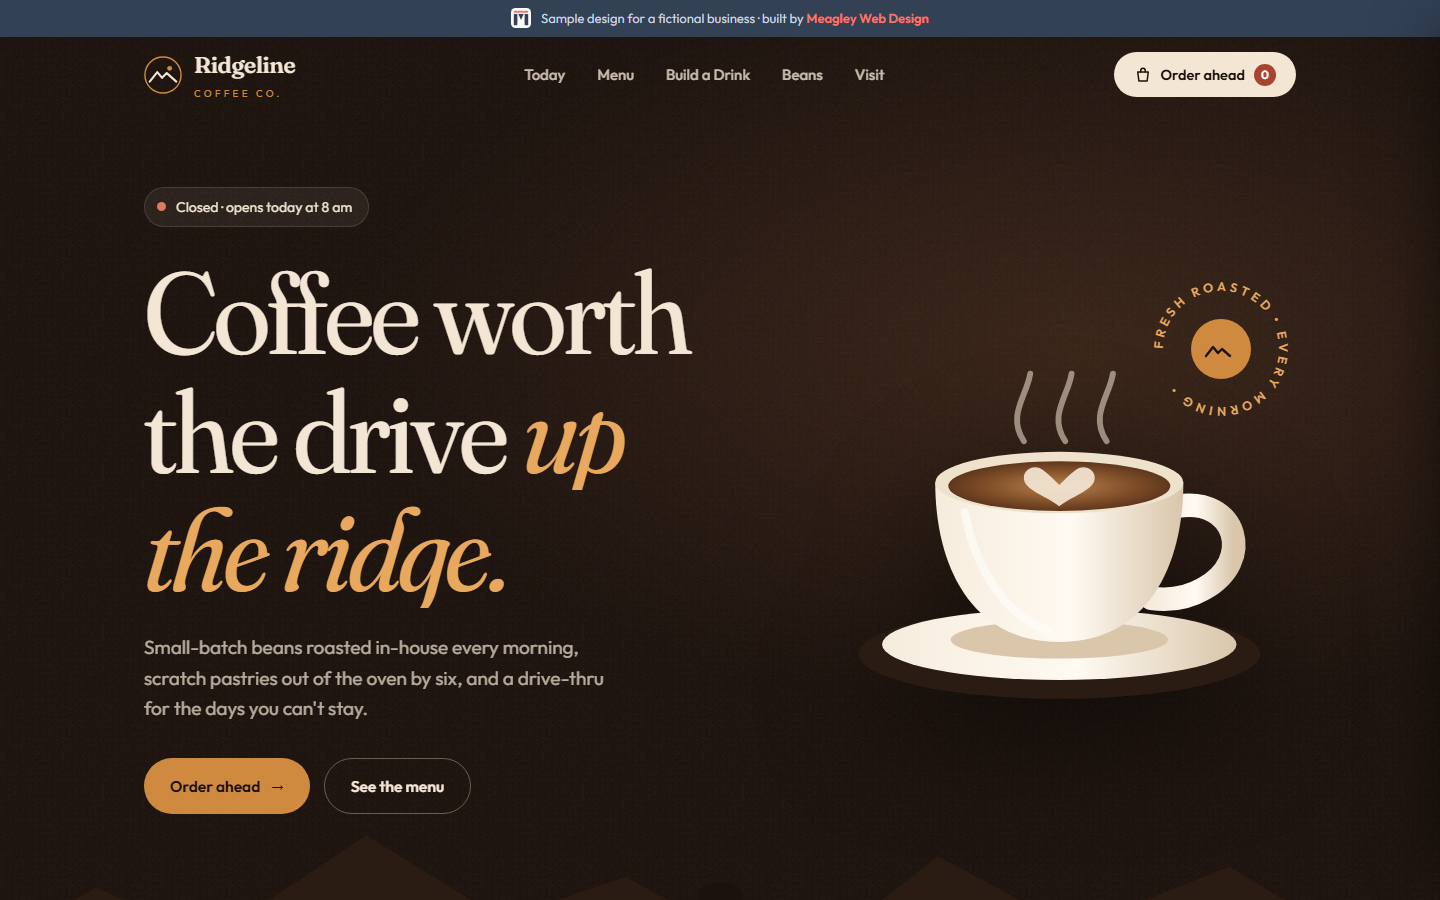 Sample design for a fictional business · built by Meagley Web Design
Ridgeline
COFFEE CO.
Today
Menu
Build a Drink
Beans
Visit
Order ahead
0
Closed · opens today at 8 am
Coffee worth
the drive up
the ridge.
FRESH ROASTED • EVERY MORNING •
Small-batch beans roasted in-house every morning,
scratch pastries out of the oven by six, and a drive-thru
for the days you can't stay.
Order ahead →
See the menu